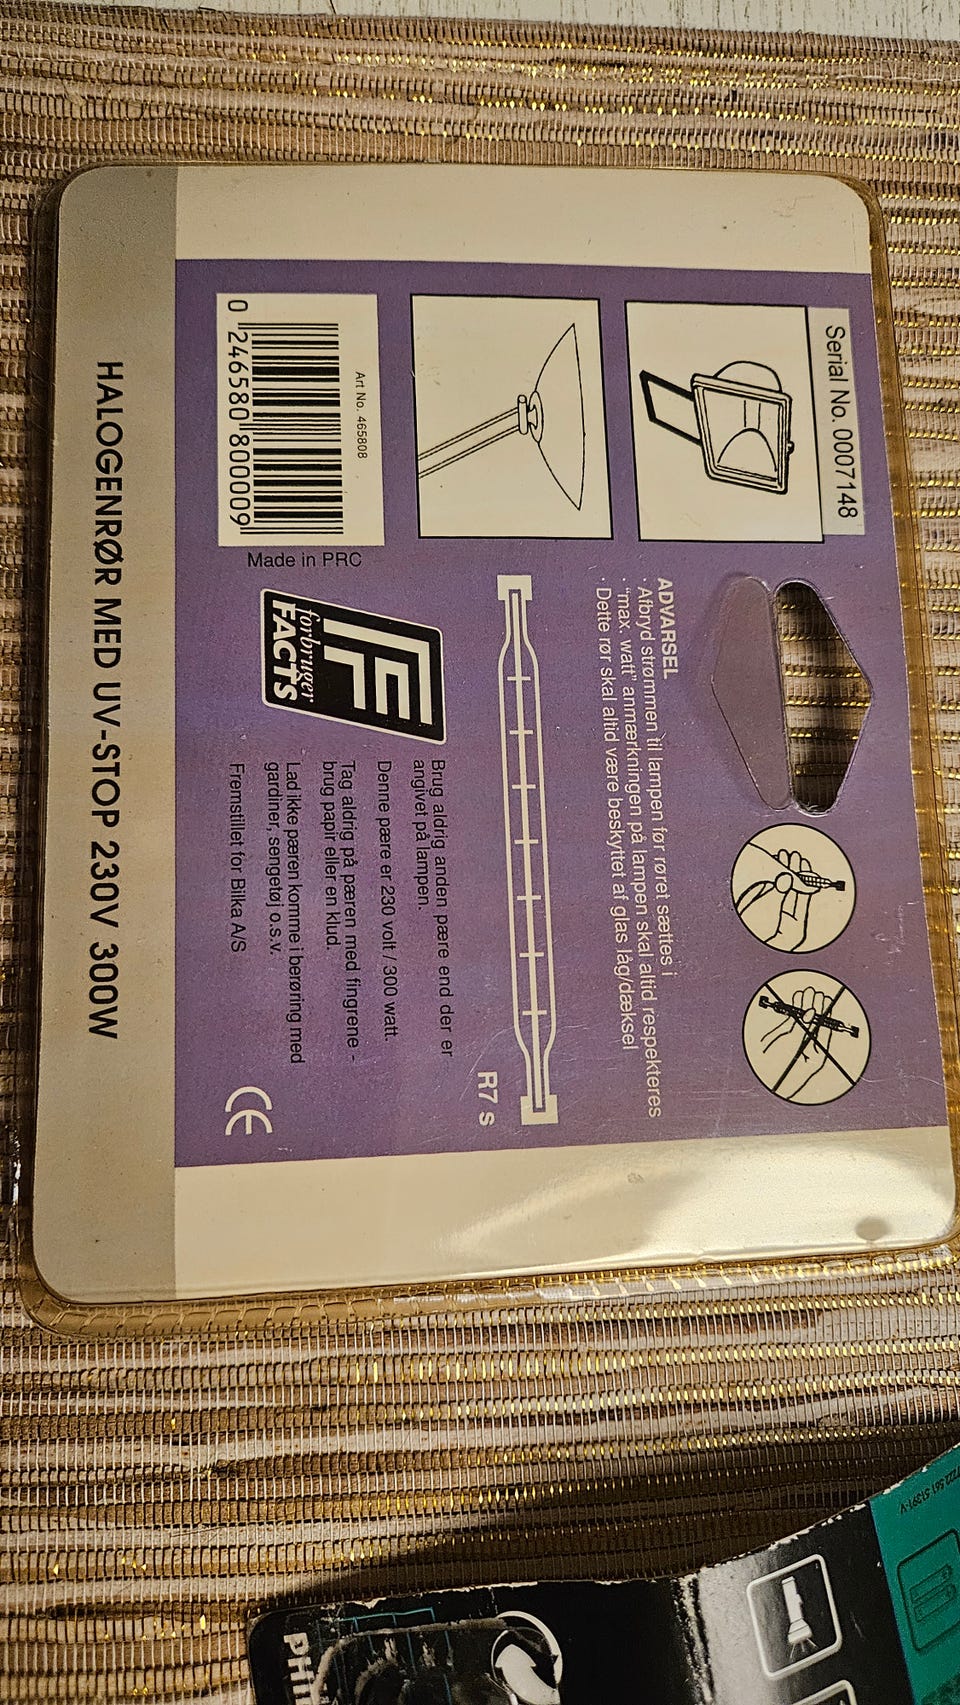 Serial No. 0007148
ADVARSEL
· Afbryd strømmen til lampen før røret sættes i
· "max. watt" anmærkningen på lampen skal altid respekteres
· Dette rør skal altid være beskyttet af glas låg/dæksel
R7 s
Art No. 465808
0 246580 800009
Made in PRC
forbruger
FACTS
Brug aldrig anden pære end der er
angivet på lampen.
Denne pære er 230 volt / 300 watt.
Tag aldrig på pæren med fingrene -
brug papir eller en klud.
Lad ikke pæren komme i berøring med
gardiner, sengetøj o.s.v.
Fremstillet for Bilka A/S
CE
HALOGENRØR MED UV-STOP 230V 300W